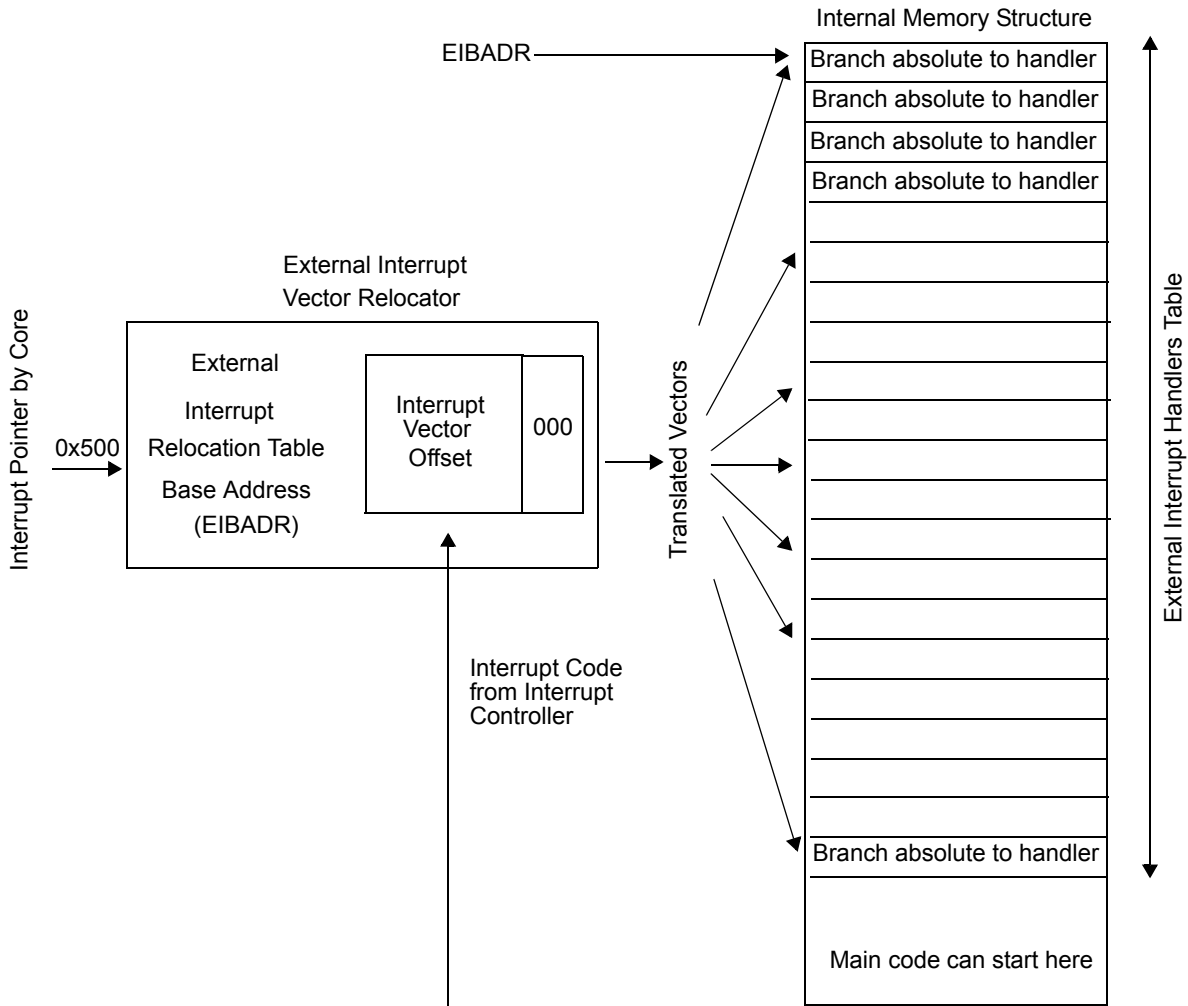 Internal Memory Structure
EIBADR
Branch absolute to handler
Branch absolute to handler
Branch absolute to handler
Branch absolute to handler
External Interrupt
Vector Relocator
Interrupt Pointer by Core
0x500
External
Interrupt
Relocation Table
Base Address
(EIBADR)
Interrupt
Vector
Offset
000
Translated Vectors
External Interrupt Handlers Table
Interrupt Code
from Interrupt
Controller
Branch absolute to handler
Main code can start here